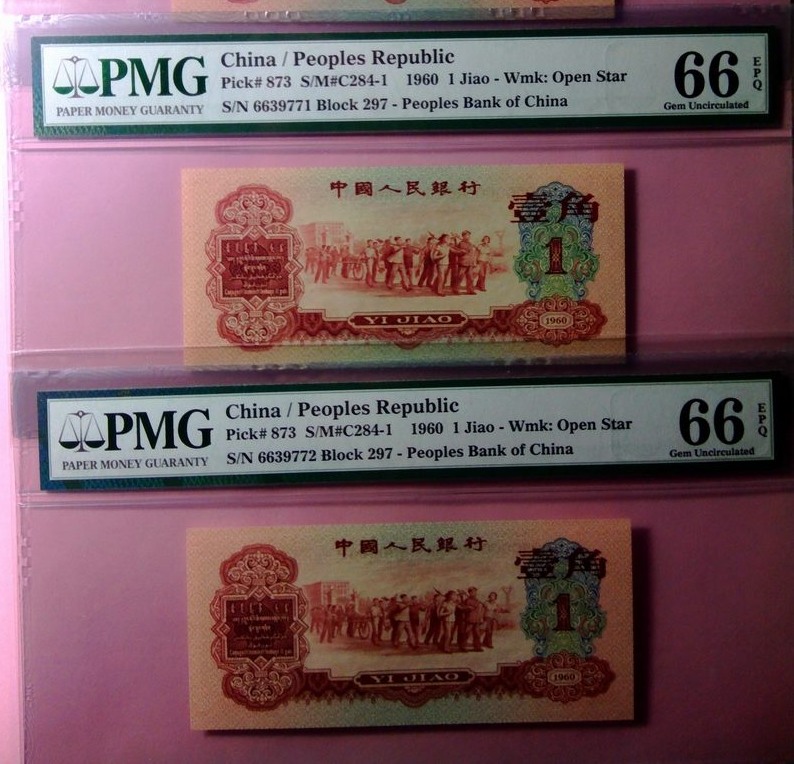 PMG
PAPER MONEY GUARANTY
China / Peoples Republic
Pick# 873 S/M#C284-1 1960 1 Jiao - Wmk: Open Star
S/N 6639771 Block 297 - Peoples Bank of China
66 EPQ
Gem Uncirculated
中國人民銀行
壹角
1
YI JIAO
1960
PMG
PAPER MONEY GUARANTY
China / Peoples Republic
Pick# 873 S/M#C284-1 1960 1 Jiao - Wmk: Open Star
S/N 6639772 Block 297 - Peoples Bank of China
66 EPQ
Gem Uncirculated
中國人民銀行
壹角
1
YI JIAO
1960